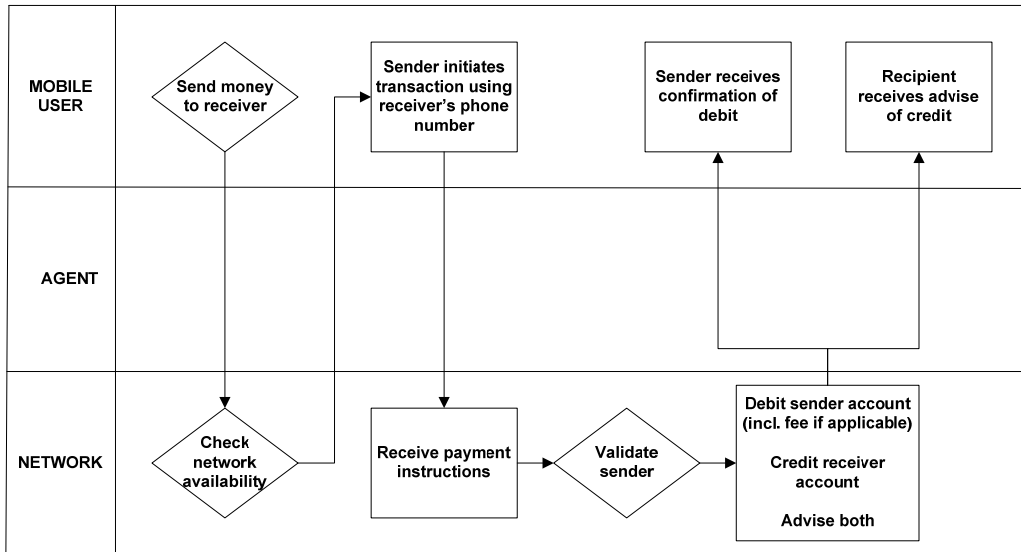 MOBILE
USER
Send money
to receiver
Sender initiates
transaction using
receiver's phone
number
Sender receives
confirmation of
debit
Recipient
receives advise
of credit
AGENT
NETWORK
Check
network
availability
Receive payment
instructions
Validate
sender
Debit sender account
(incl. fee if applicable)
Credit receiver
account
Advise both